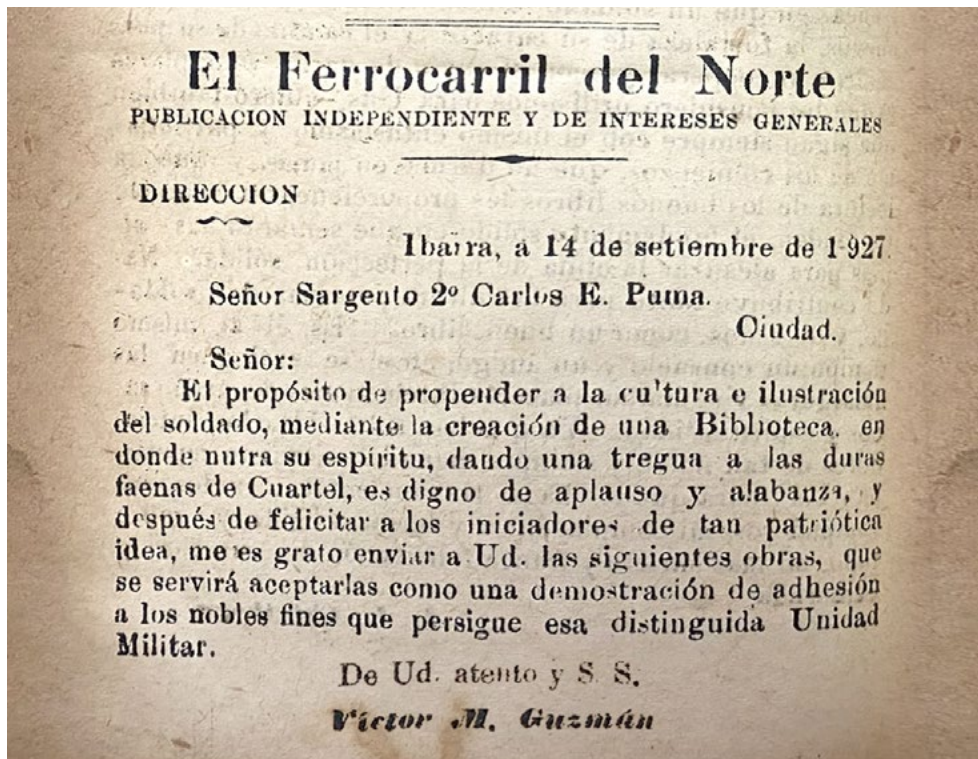 El Ferrocarril del Norte
PUBLICACION INDEPENDIENTE Y DE INTERESES GENERALES
DIRECCION
Ibarra, a 14 de setiembre de 1927.
Señor Sargento 2º Carlos E. Puma.
Ciudad.
Señor:
El propósito de propender a la cu'tura e ilustración
del soldado, mediante la creación de una Biblioteca, en
donde nutra su espíritu, dando una tregua a las duras
faenas de Cuartel, es digno de aplauso y alabanza, y
después de felicitar a los iniciadores de tan patriótica
idea, me es grato enviar a Ud. las siguientes obras, que
se servirá aceptarlas como una demostración de adhesión
a los nobles fines que persigue esa distinguida Unidad
Militar.
De Ud. atento y S. S.
Víctor M. Guzmán